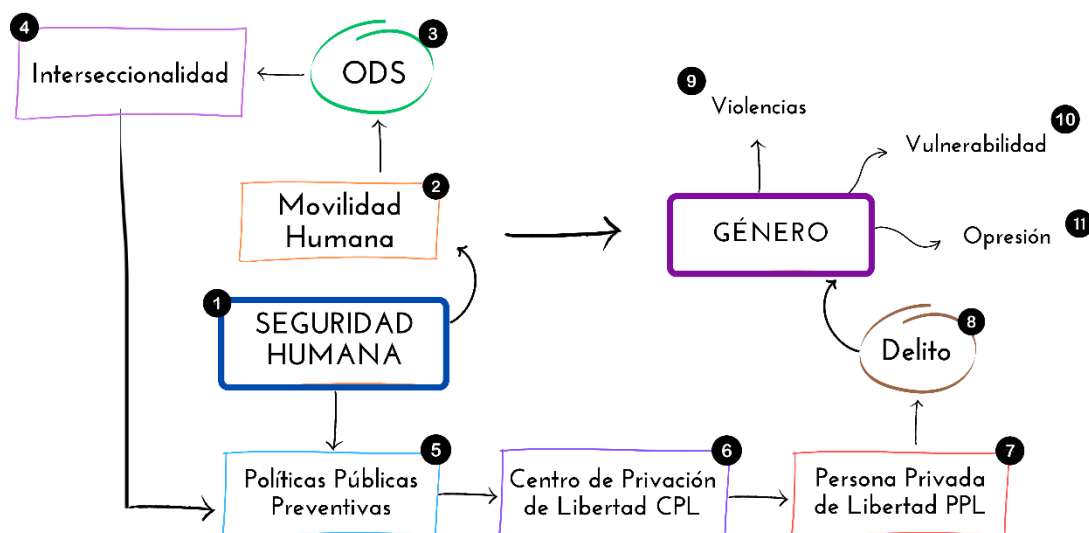 4
Interseccionalidad
3
ODS
2
Movilidad
Humana
1
SEGURIDAD
HUMANA
5
Políticas Públicas
Preventivas
6
Centro de Privación
de Libertad CPL
7
Persona Privada
de Libertad PPL
8
Delito
GÉNERO
9
Violencias
10
Vulnerabilidad
11
Opresión